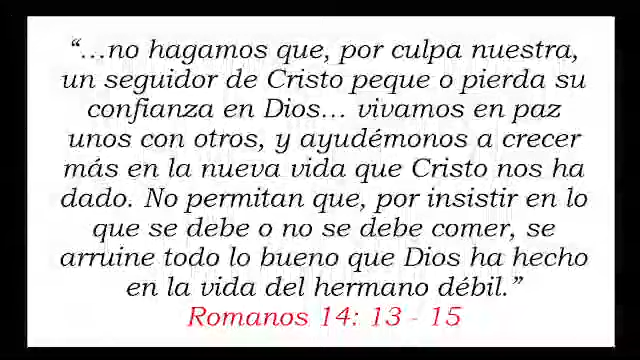 “…no hagamos que, por culpa nuestra,
un seguidor de Cristo peque o pierda su
confianza en Dios… vivamos en paz
unos con otros, y ayudémonos a crecer
más en la nueva vida que Cristo nos ha
dado. No permitan que, por insistir en lo
que se debe o no se debe comer, se
arruine todo lo bueno que Dios ha hecho
en la vida del hermano débil.”
Romanos 14: 13 - 15